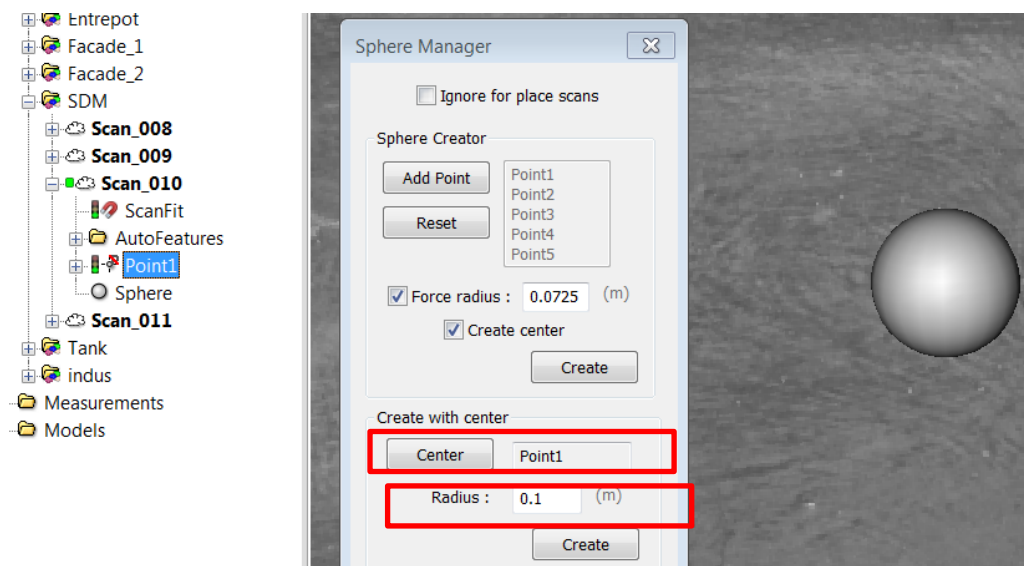 Entrepot
Facade_1
Facade_2
SDM
Scan_008
Scan_009
Scan_010
ScanFit
AutoFeatures
Point1
Sphere
Scan_011
Tank
indus
Measurements
Models
Sphere Manager
Ignore for place scans
Sphere Creator
Add Point
Reset
Point1
Point2
Point3
Point4
Point5
Force radius : 0.0725 (m)
Create center
Create
Create with center
Center Point1
Radius : 0.1 (m)
Create